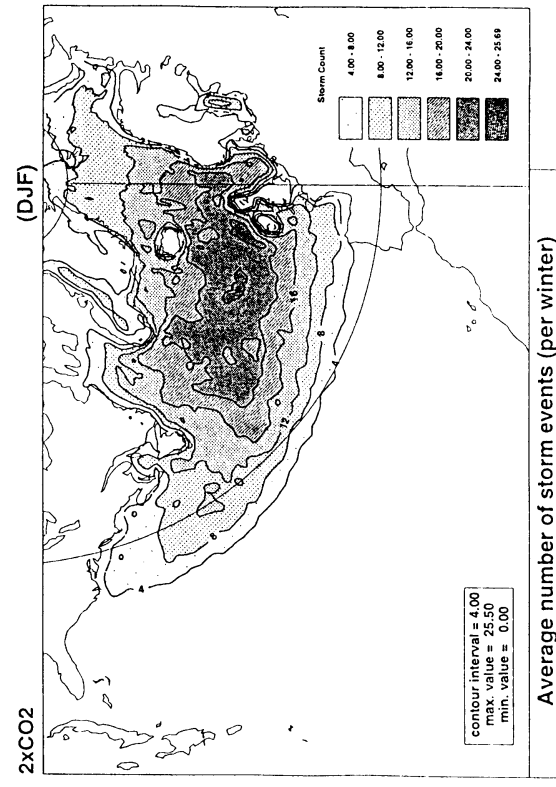 2xCO2
(DJF)
Storm Count
4.00 - 8.00
8.00 - 12.00
12.00 - 16.00
16.00 - 20.00
20.00 - 24.00
24.00 - 25.69
4
8
12
16
8
4
contour interval = 4.00
max. value = 25.50
min. value = 0.00
Average number of storm events (per winter)